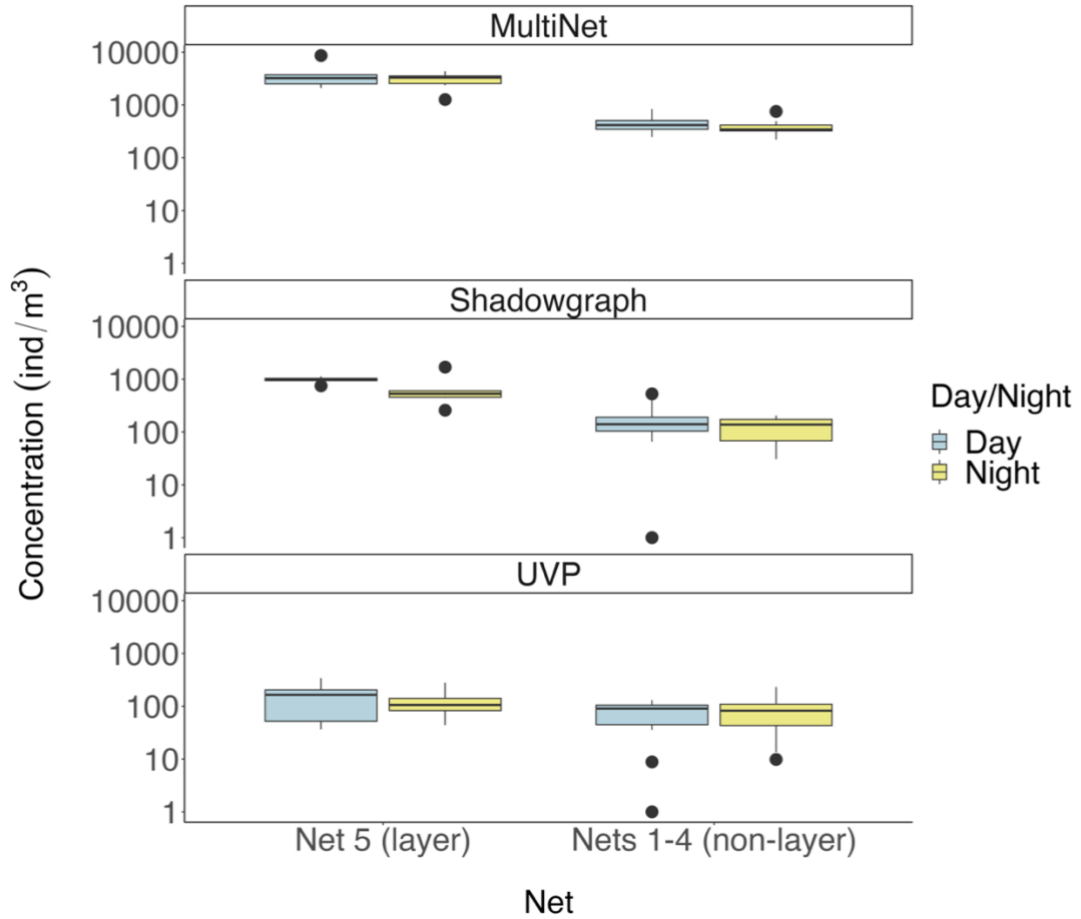 MultiNet
10000
1000
100
10
1
Shadowgraph
10000
1000
100
10
1
UVP
10000
1000
100
10
1
Concentration (ind/m³)
Net 5 (layer)
Nets 1-4 (non-layer)
Net
Day/Night
Day
Night